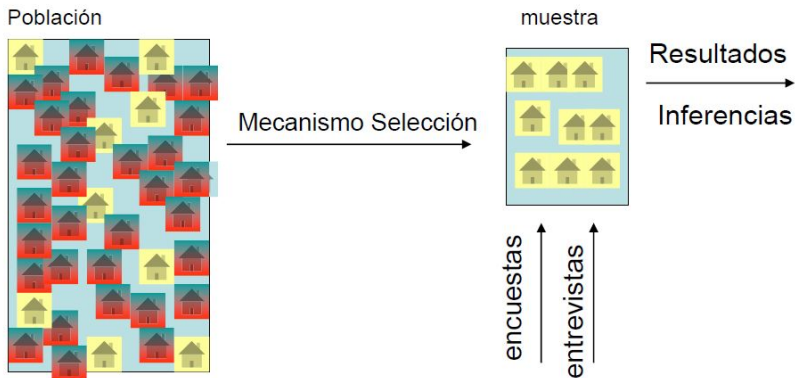 Población
muestra
Mecanismo Selección
Resultados
Inferencias
encuestas
entrevistas